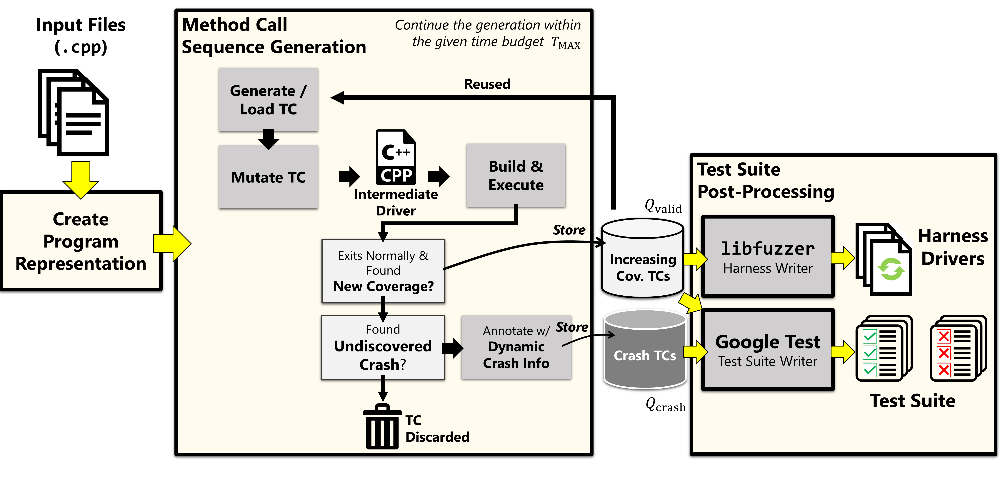 Input Files
(.cpp)
Create
Program
Representation
Method Call
Sequence Generation
Continue the generation within
the given time budget T_MAX
Generate /
Load TC
Reused
Mutate TC
C++
CPP
Intermediate
Driver
Build &
Execute
Exits Normally &
Found
New Coverage?
Store
Found
Undiscovered
Crash?
Annotate w/
Dynamic
Crash Info
Store
TC
Discarded
Q_valid
Increasing
Cov. TCs
Crash TCs
Q_crash
Test Suite
Post-Processing
libfuzzer
Harness Writer
Harness
Drivers
Google Test
Test Suite Writer
Test Suite